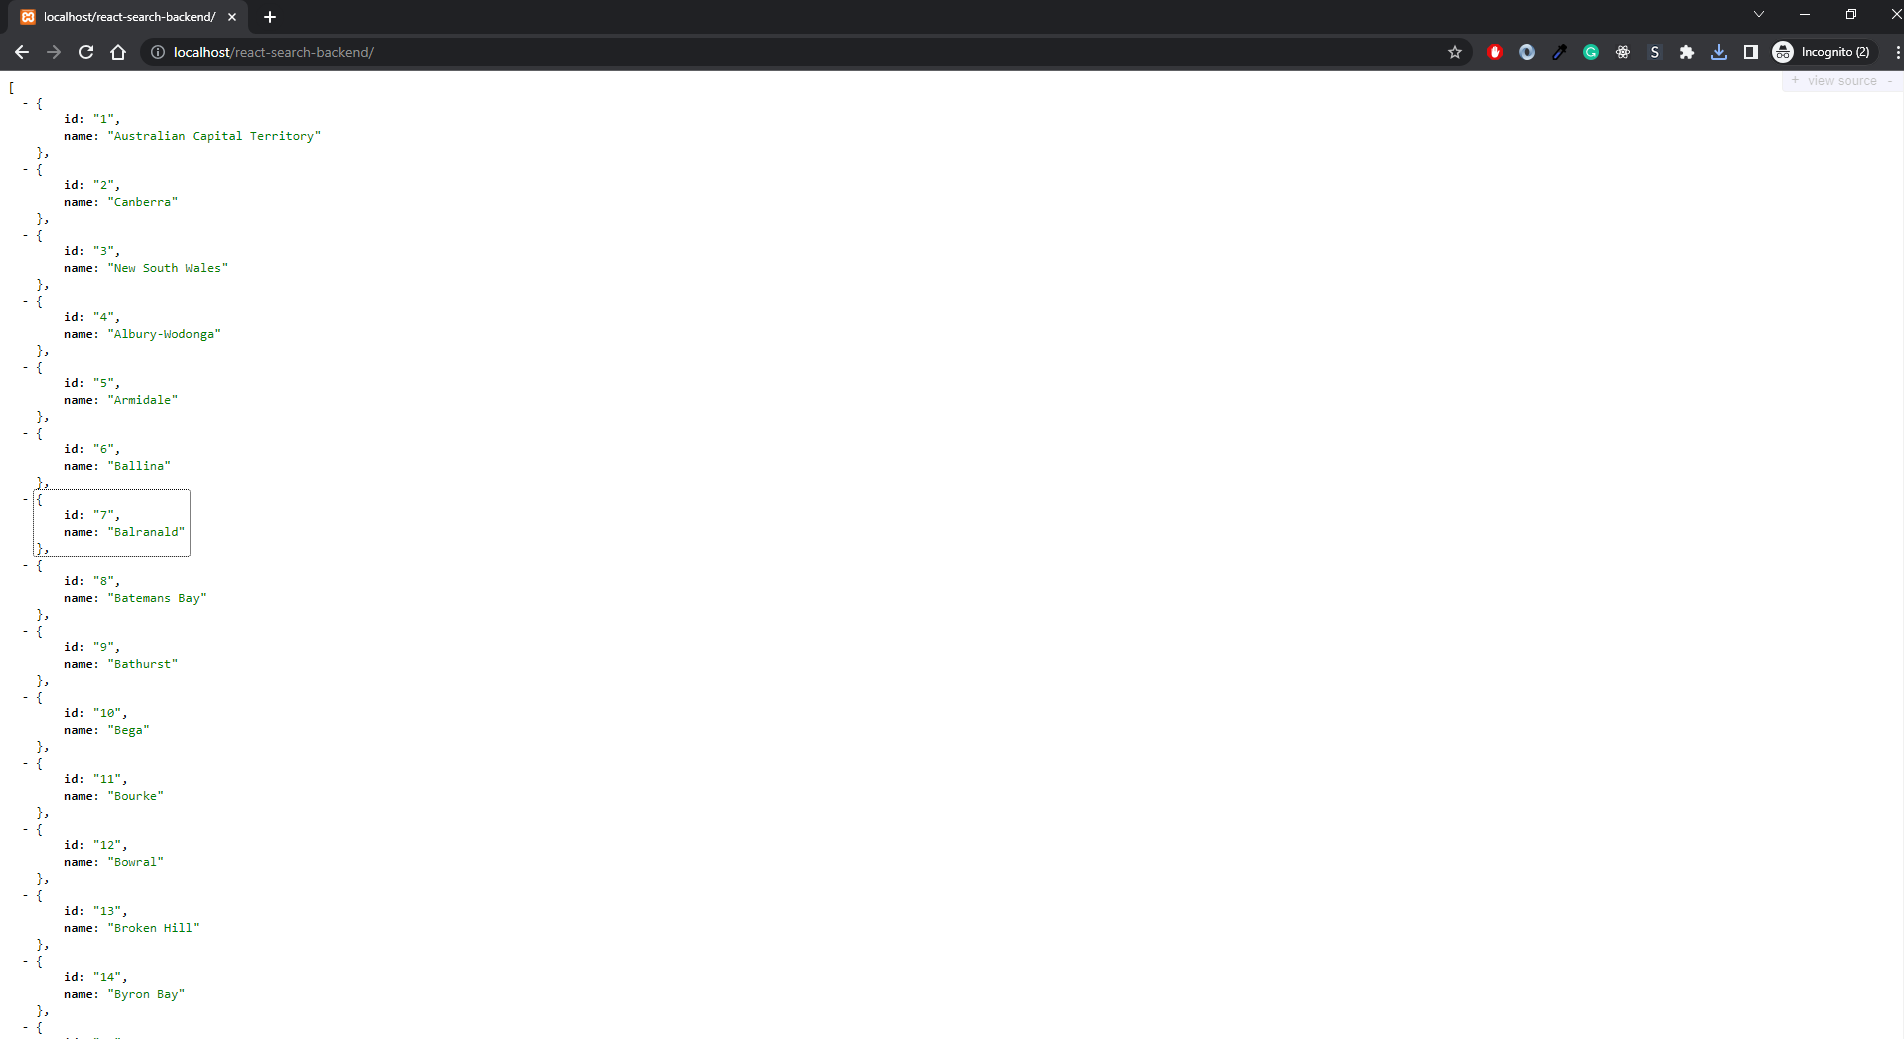 localhost/react-search-backend/
localhost/react-search-backend/
Incognito (2)
+ view source -
[
- {
id: "1",
name: "Australian Capital Territory"
},
- {
id: "2",
name: "Canberra"
},
- {
id: "3",
name: "New South Wales"
},
- {
id: "4",
name: "Albury-Wodonga"
},
- {
id: "5",
name: "Armidale"
},
- {
id: "6",
name: "Ballina"
},
- {
id: "7",
name: "Balranald"
},
- {
id: "8",
name: "Batemans Bay"
},
- {
id: "9",
name: "Bathurst"
},
- {
id: "10",
name: "Bega"
},
- {
id: "11",
name: "Bourke"
},
- {
id: "12",
name: "Bowral"
},
- {
id: "13",
name: "Broken Hill"
},
- {
id: "14",
name: "Byron Bay"
},
- {